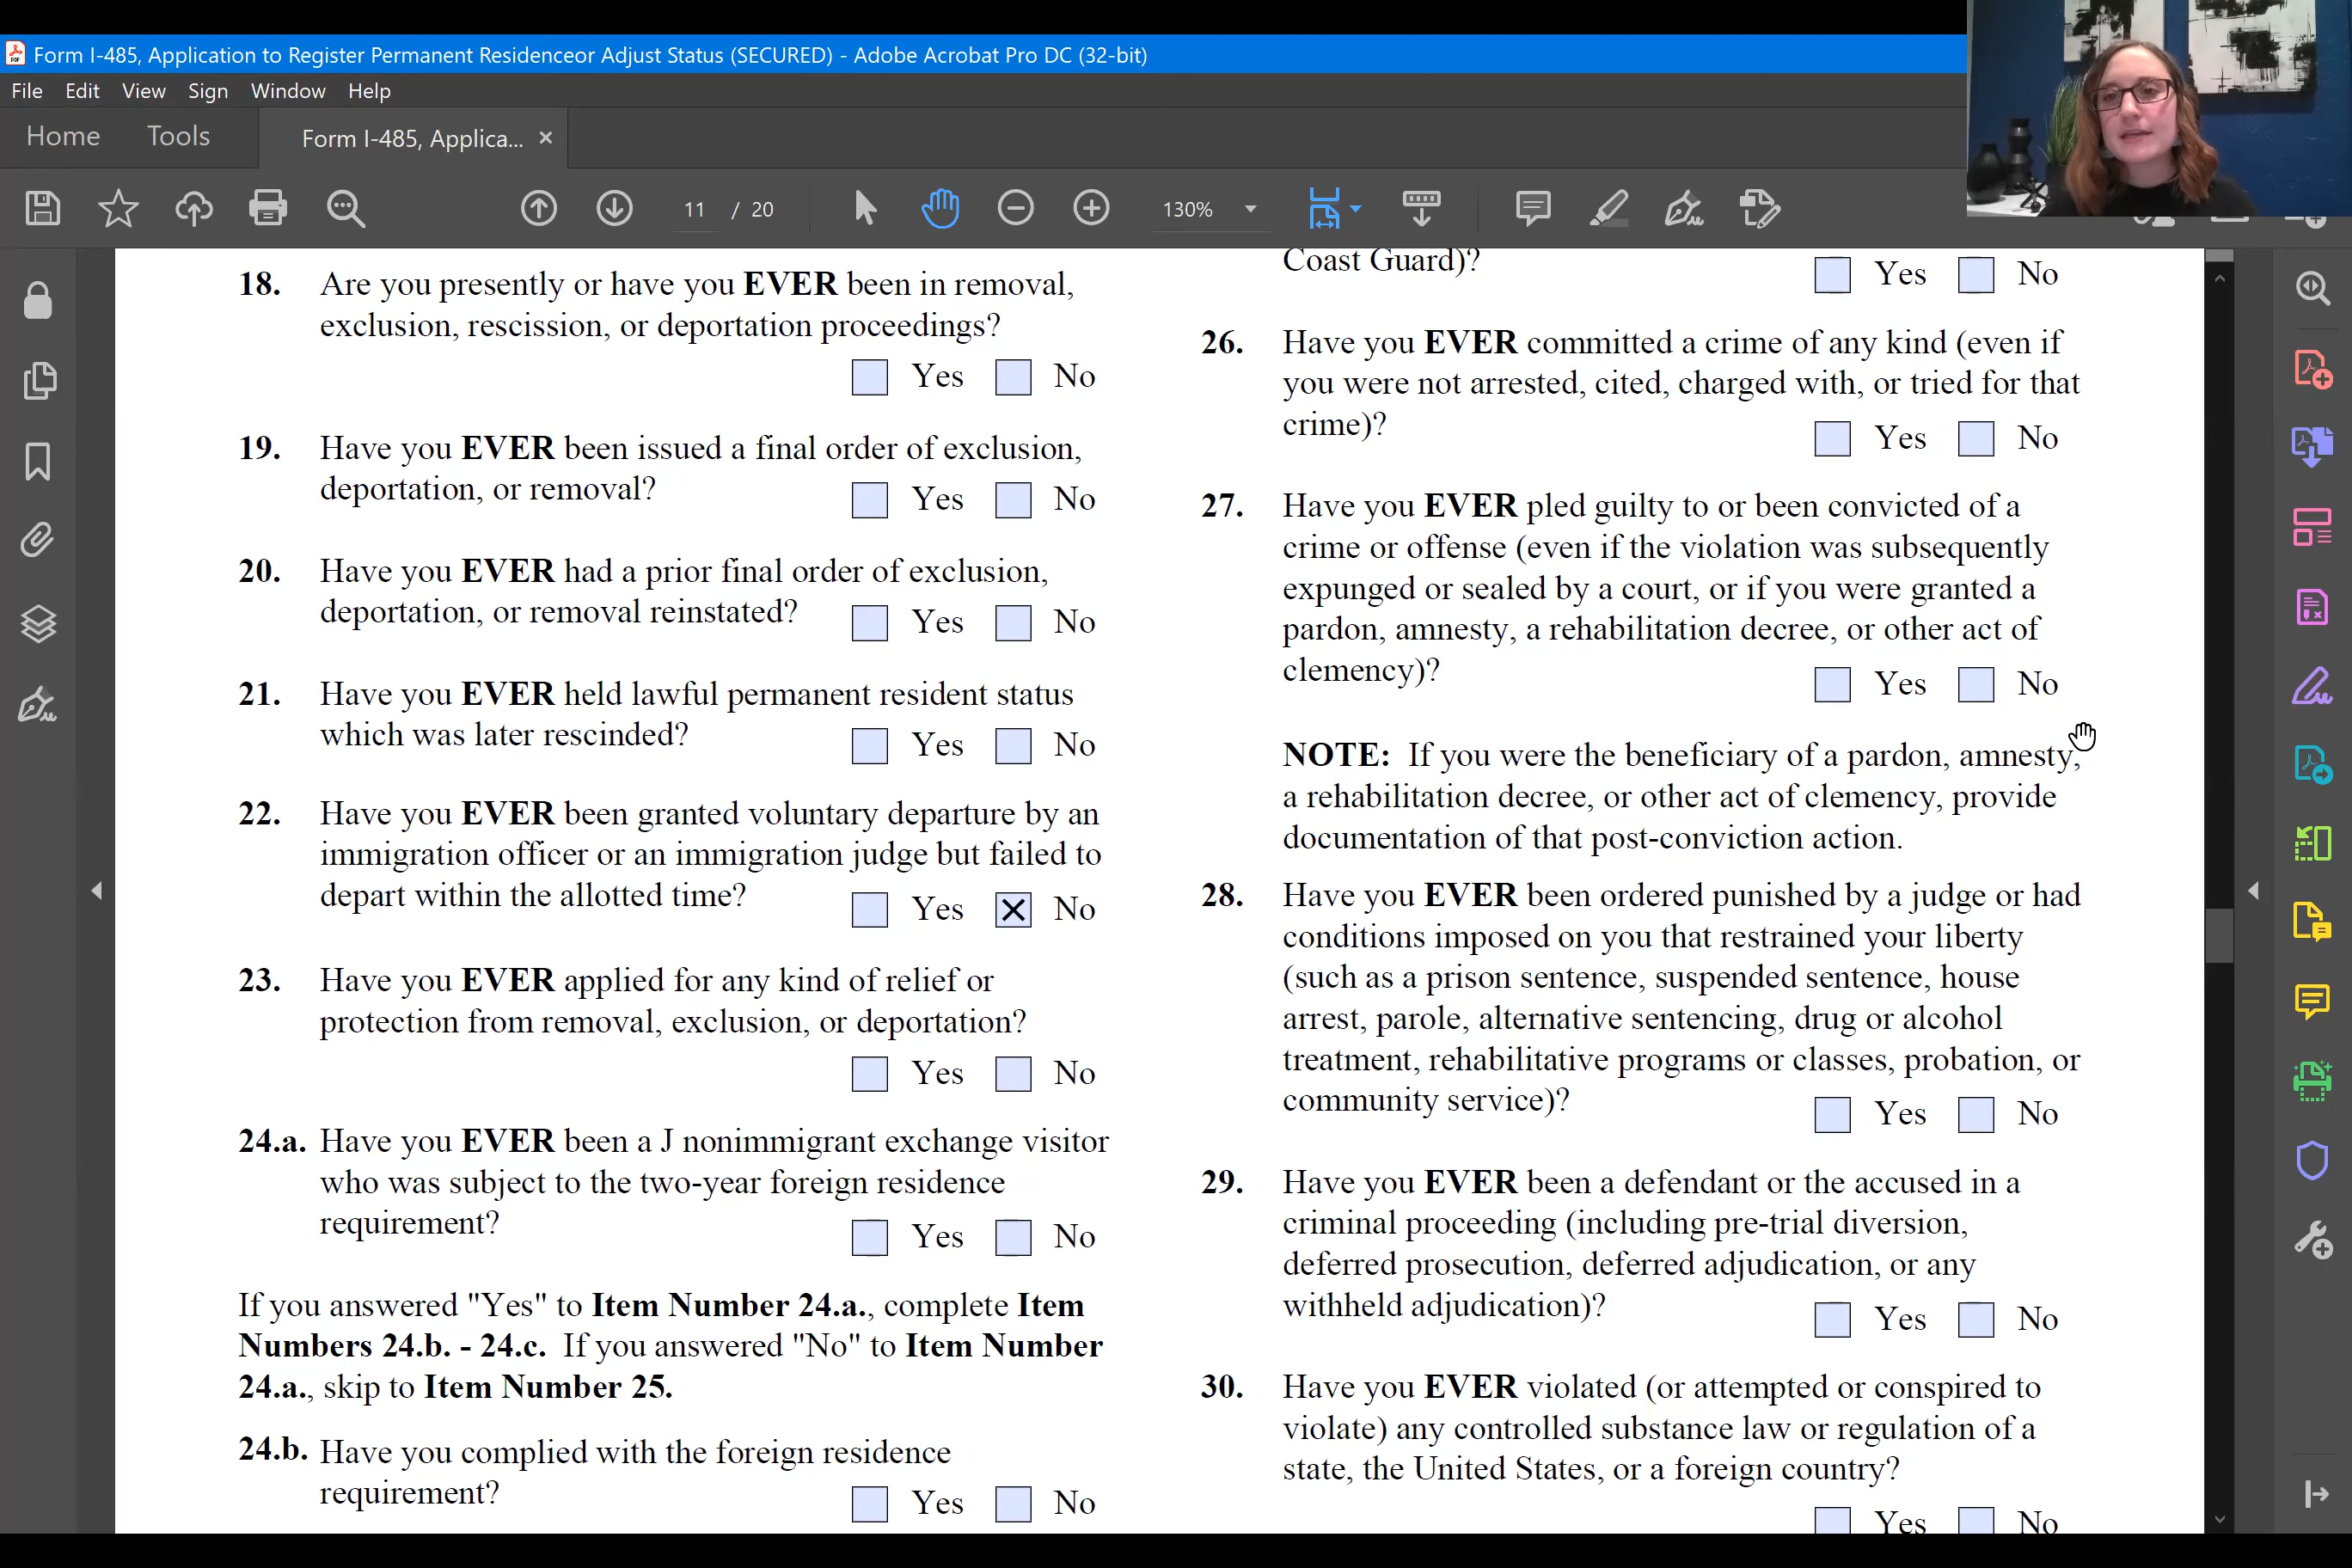 Form I-485, Application to Register Permanent Residenceor Adjust Status (SECURED) - Adobe Acrobat Pro DC (32-bit)
File Edit View Sign Window Help
Home Tools Form I-485, Applica... ×
11 / 20 130%
18. Are you presently or have you EVER been in removal,
exclusion, rescission, or deportation proceedings?
Yes No
19. Have you EVER been issued a final order of exclusion,
deportation, or removal? Yes No
20. Have you EVER had a prior final order of exclusion,
deportation, or removal reinstated? Yes No
21. Have you EVER held lawful permanent resident status
which was later rescinded? Yes No
22. Have you EVER been granted voluntary departure by an
immigration officer or an immigration judge but failed to
depart within the allotted time? Yes No
23. Have you EVER applied for any kind of relief or
protection from removal, exclusion, or deportation?
Yes No
24.a. Have you EVER been a J nonimmigrant exchange visitor
who was subject to the two-year foreign residence
requirement? Yes No
If you answered "Yes" to Item Number 24.a., complete Item
Numbers 24.b. - 24.c. If you answered "No" to Item Number
24.a., skip to Item Number 25.
24.b. Have you complied with the foreign residence
requirement? Yes No
Coast Guard)? Yes No
26. Have you EVER committed a crime of any kind (even if
you were not arrested, cited, charged with, or tried for that
crime)? Yes No
27. Have you EVER pled guilty to or been convicted of a
crime or offense (even if the violation was subsequently
expunged or sealed by a court, or if you were granted a
pardon, amnesty, a rehabilitation decree, or other act of
clemency)? Yes No
NOTE: If you were the beneficiary of a pardon, amnesty,
a rehabilitation decree, or other act of clemency, provide
documentation of that post-conviction action.
28. Have you EVER been ordered punished by a judge or had
conditions imposed on you that restrained your liberty
(such as a prison sentence, suspended sentence, house
arrest, parole, alternative sentencing, drug or alcohol
treatment, rehabilitative programs or classes, probation, or
community service)? Yes No
29. Have you EVER been a defendant or the accused in a
criminal proceeding (including pre-trial diversion,
deferred prosecution, deferred adjudication, or any
withheld adjudication)? Yes No
30. Have you EVER violated (or attempted or conspired to
violate) any controlled substance law or regulation of a
state, the United States, or a foreign country?
Yes No